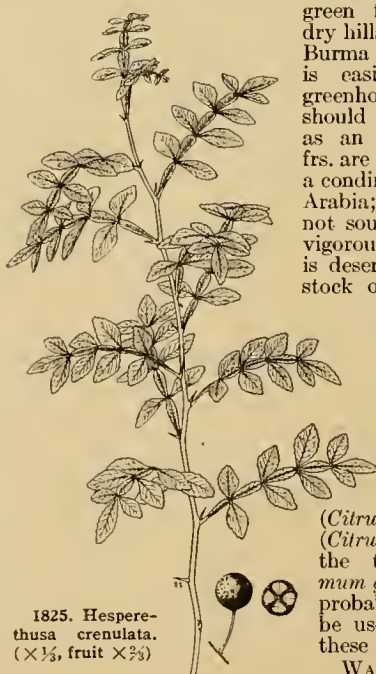 green
dry hill
Burma
is easi
greenho
should
as an
frs. are
a condin
Arabia;
not sou
vigorou
is deser
stock o
(Citru
(Citru
the t
mum
proba
be us
these
WA
1825. Hespere-
thusa crenulata.
(×⅓, fruit ×⅔)